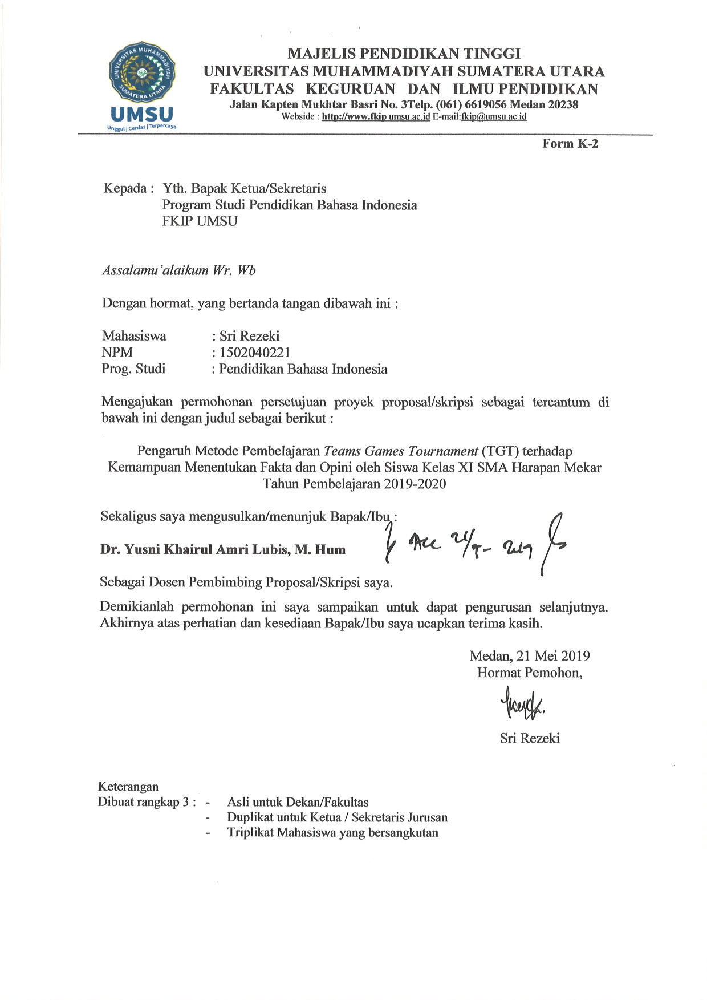 UNIVERSITAS MUHAMMADIYAH
SUMATERA UTARA
UMSU
Unggul | Cerdas | Terpercaya
MAJELIS PENDIDIKAN TINGGI
UNIVERSITAS MUHAMMADIYAH SUMATERA UTARA
FAKULTAS KEGURUAN DAN ILMU PENDIDIKAN
Jalan Kapten Mukhtar Basri No. 3Telp. (061) 6619056 Medan 20238
Webside : http://www.fkip umsu.ac.id E-mail:fkip@umsu.ac.id
Form K-2
Kepada : Yth. Bapak Ketua/Sekretaris
Program Studi Pendidikan Bahasa Indonesia
FKIP UMSU
Assalamu'alaikum Wr. Wb
Dengan hormat, yang bertanda tangan dibawah ini :
Mahasiswa : Sri Rezeki
NPM : 1502040221
Prog. Studi : Pendidikan Bahasa Indonesia
Mengajukan permohonan persetujuan proyek proposal/skripsi sebagai tercantum di
bawah ini dengan judul sebagai berikut :
Pengaruh Metode Pembelajaran Teams Games Tournament (TGT) terhadap
Kemampuan Menentukan Fakta dan Opini oleh Siswa Kelas XI SMA Harapan Mekar
Tahun Pembelajaran 2019-2020
Sekaligus saya mengusulkan/menunjuk Bapak/Ibu :
Dr. Yusni Khairul Amri Lubis, M. Hum
Acc 21/5- 2019
Sebagai Dosen Pembimbing Proposal/Skripsi saya.
Demikianlah permohonan ini saya sampaikan untuk dapat pengurusan selanjutnya.
Akhirnya atas perhatian dan kesediaan Bapak/Ibu saya ucapkan terima kasih.
Medan, 21 Mei 2019
Hormat Pemohon,
Sri Rezeki
Keterangan
Dibuat rangkap 3 : - Asli untuk Dekan/Fakultas
- Duplikat untuk Ketua / Sekretaris Jurusan
- Triplikat Mahasiswa yang bersangkutan